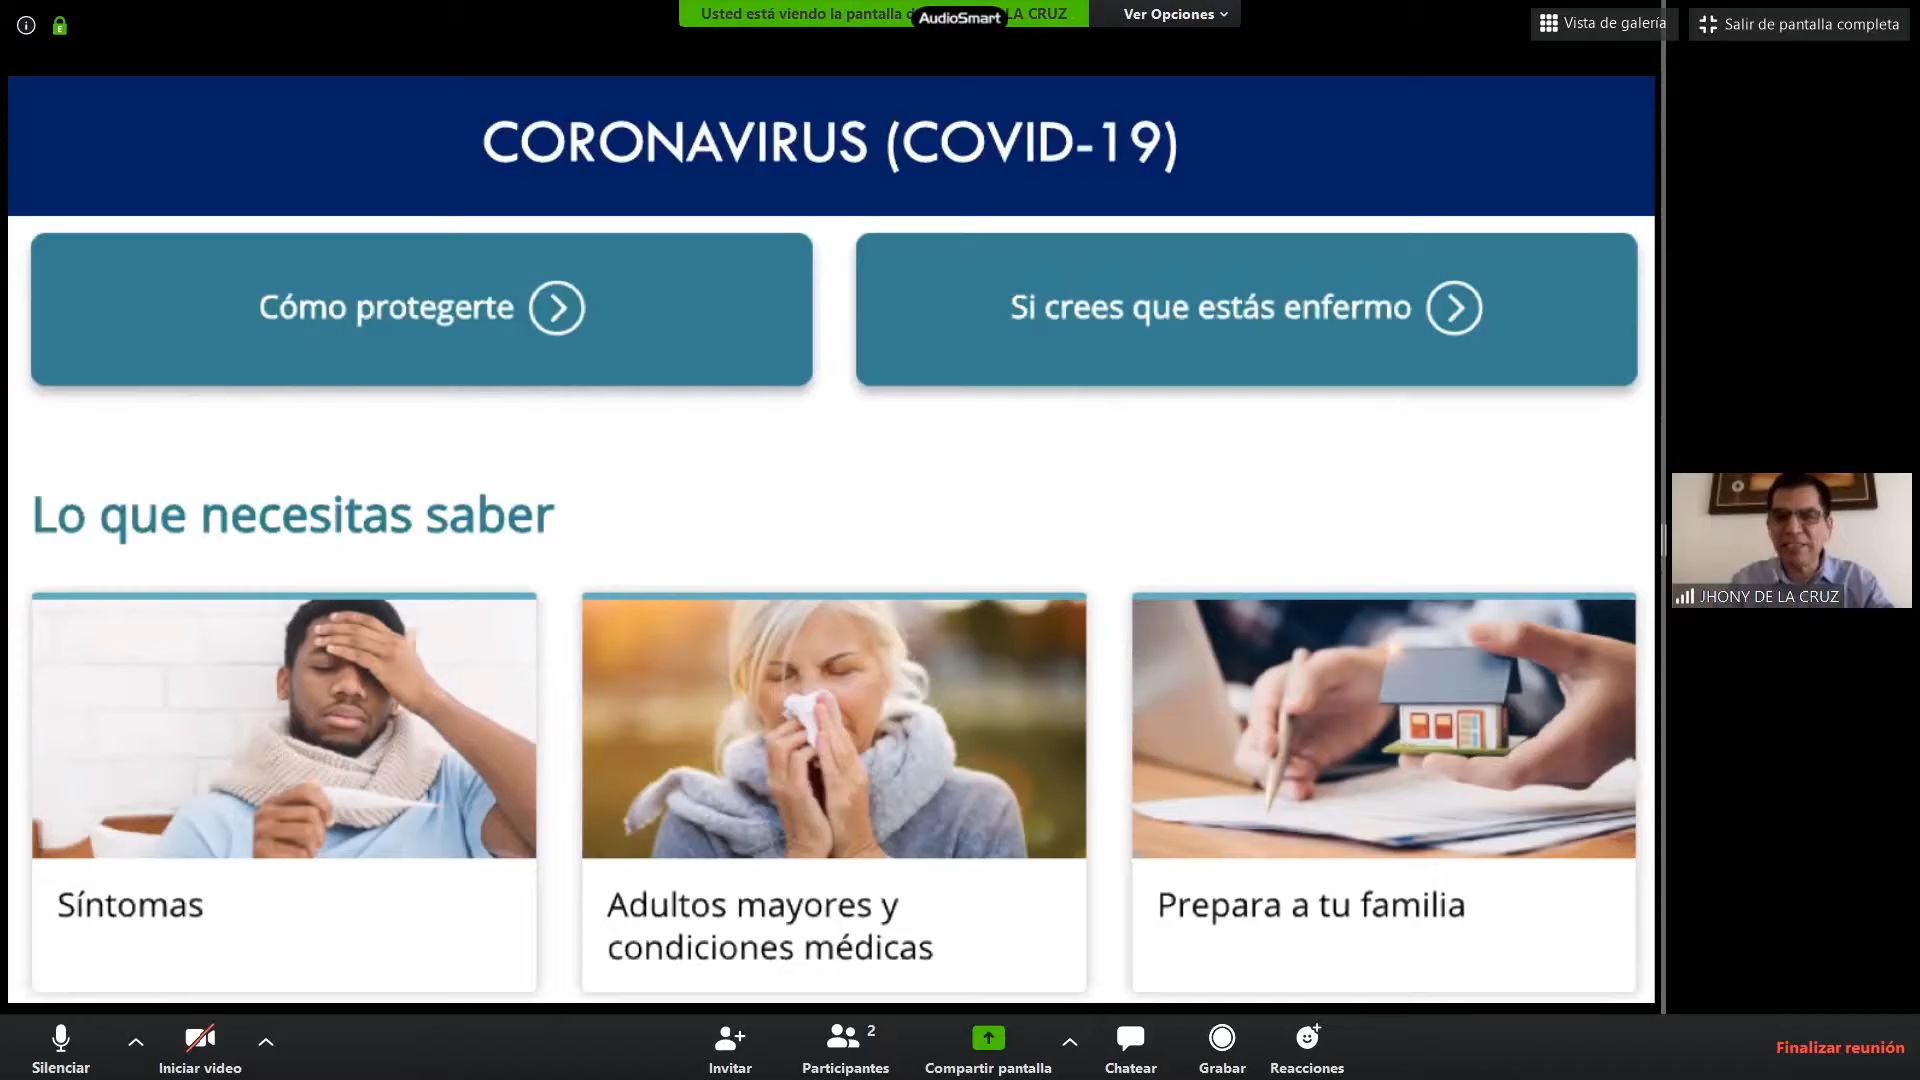 Usted está viendo la pantalla d
AudioSmart
LA CRUZ
Ver Opciones
Vista de galería
Salir de pantalla completa
CORONAVIRUS (COVID-19)
Cómo protegerte
Si crees que estás enfermo
Lo que necesitas saber
JHONY DE LA CRUZ
Síntomas
Adultos mayores y
condiciones médicas
Prepara a tu familia
2
Silenciar
Iniciar video
Invitar
Participantes
Compartir pantalla
Chatear
Grabar
Reacciones
Finalizar reunión